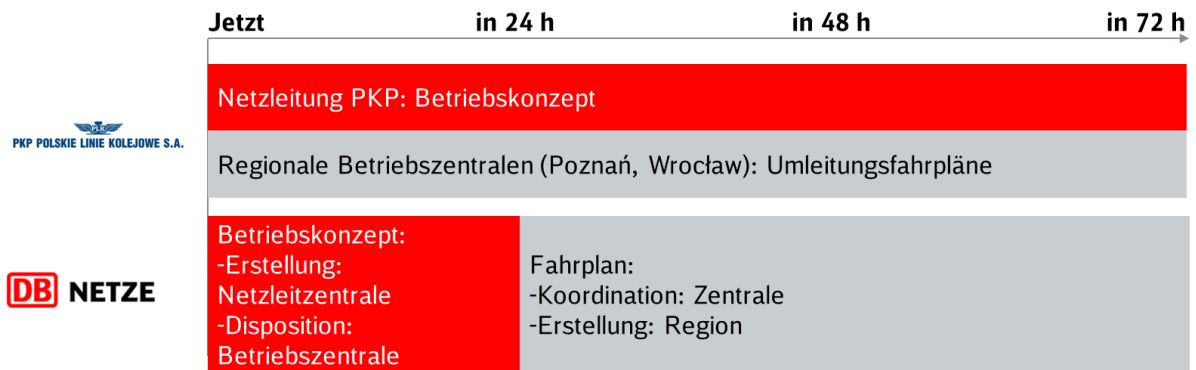 Jetzt in 24 h in 48 h in 72 h
Netzleitung PKP: Betriebskonzept
PLK
PKP POLSKIE LINIE KOLEJOWE S.A.
Regionale Betriebszentralen (Poznań, Wrocław): Umleitungsfahrpläne
DB NETZE
Betriebskonzept:
-Erstellung:
Netzleitzentrale
-Disposition:
Betriebszentrale
Fahrplan:
-Koordination: Zentrale
-Erstellung: Region